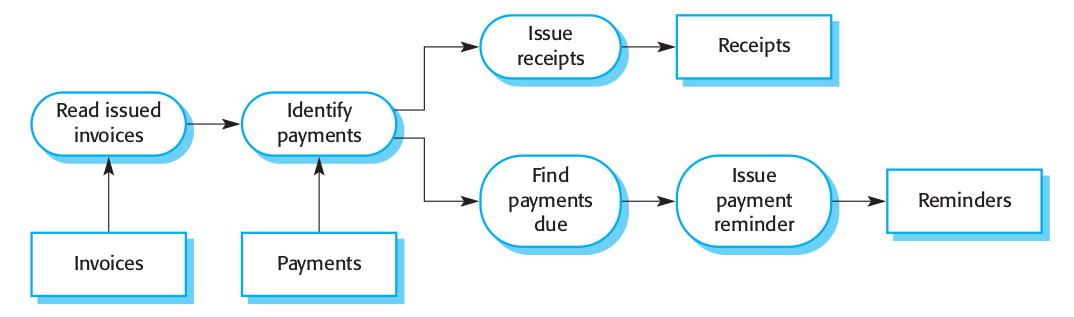 Issue
receipts
Receipts
Read issued
invoices
Identify
payments
Find
payments
due
Issue
payment
reminder
Reminders
Invoices
Payments